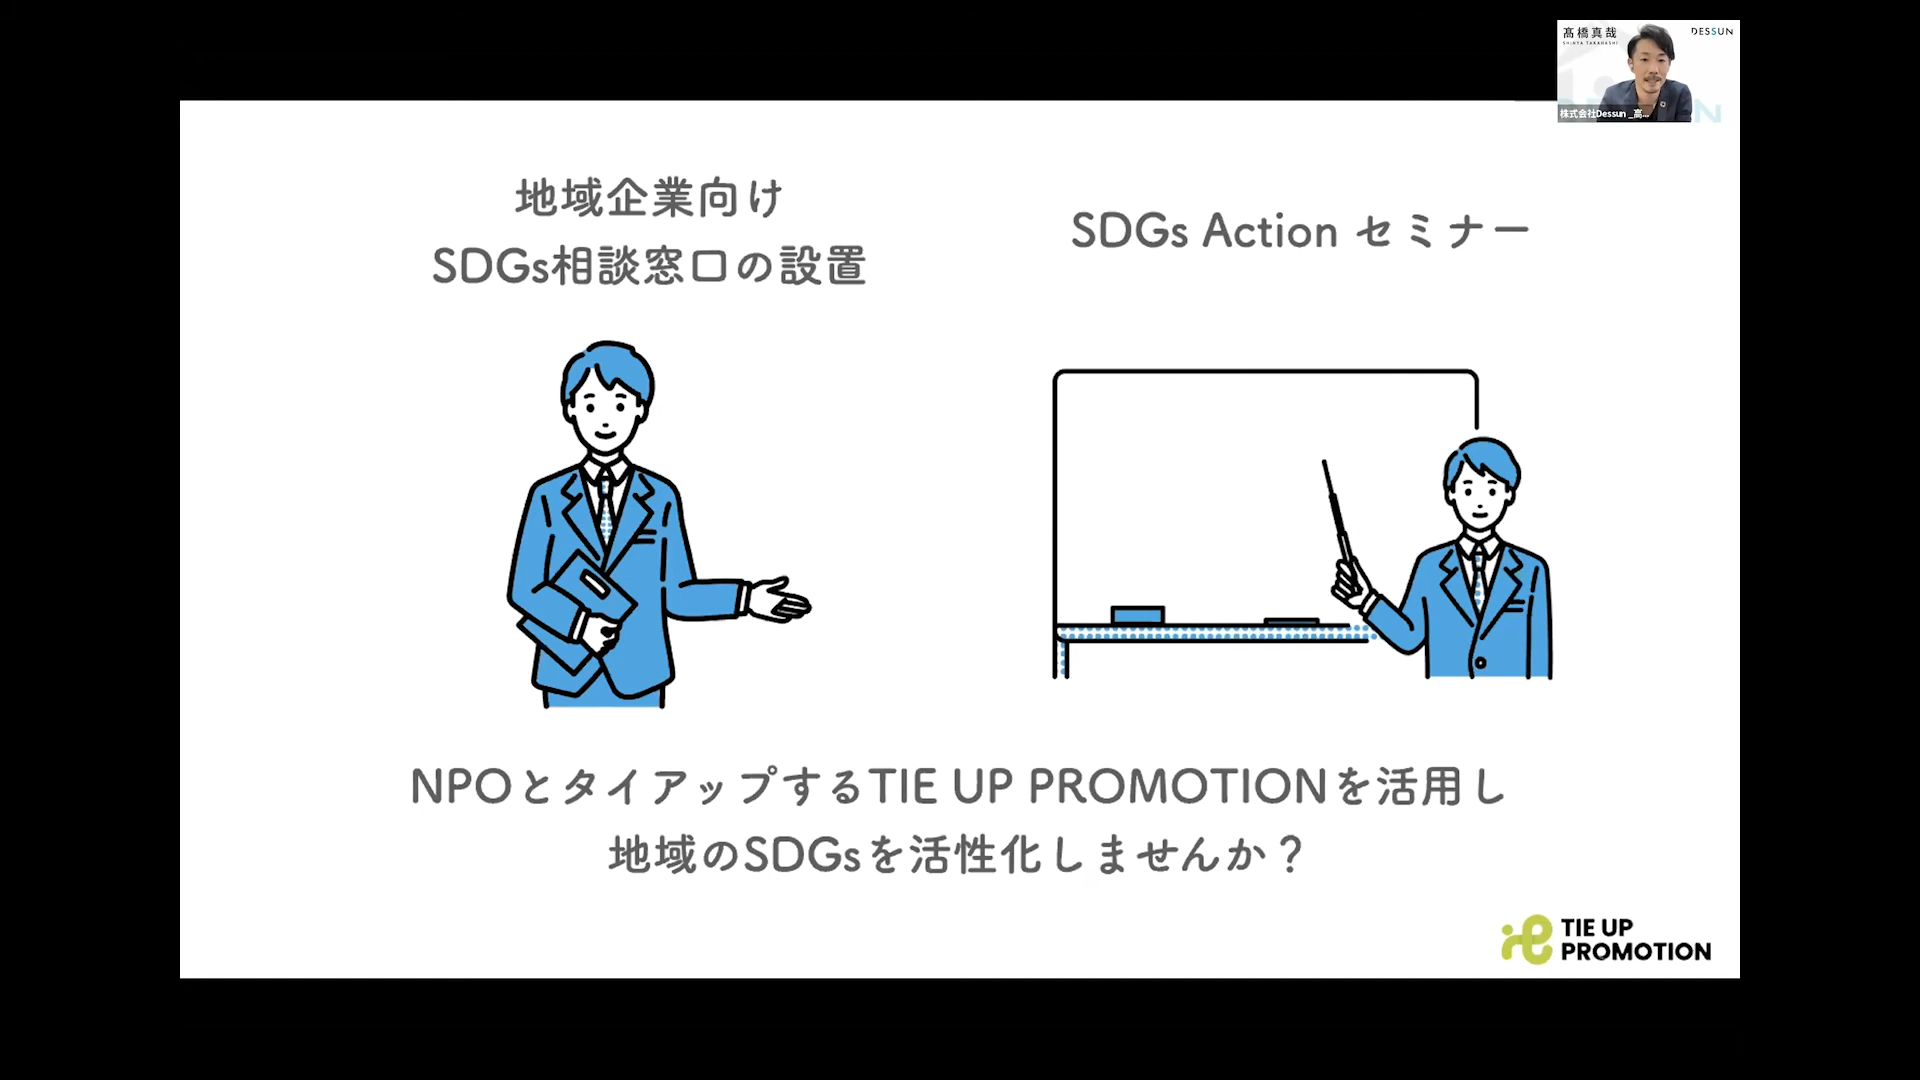 髙橋真哉
SHINYA TAKAHASHI
DESSUN
株式会社Dessun _高...
地域企業向け
SDGs相談窓口の設置
SDGs Action セミナー
NPOとタイアップするTIE UP PROMOTIONを活用し
地域のSDGsを活性化しませんか？
TIE UP
PROMOTION